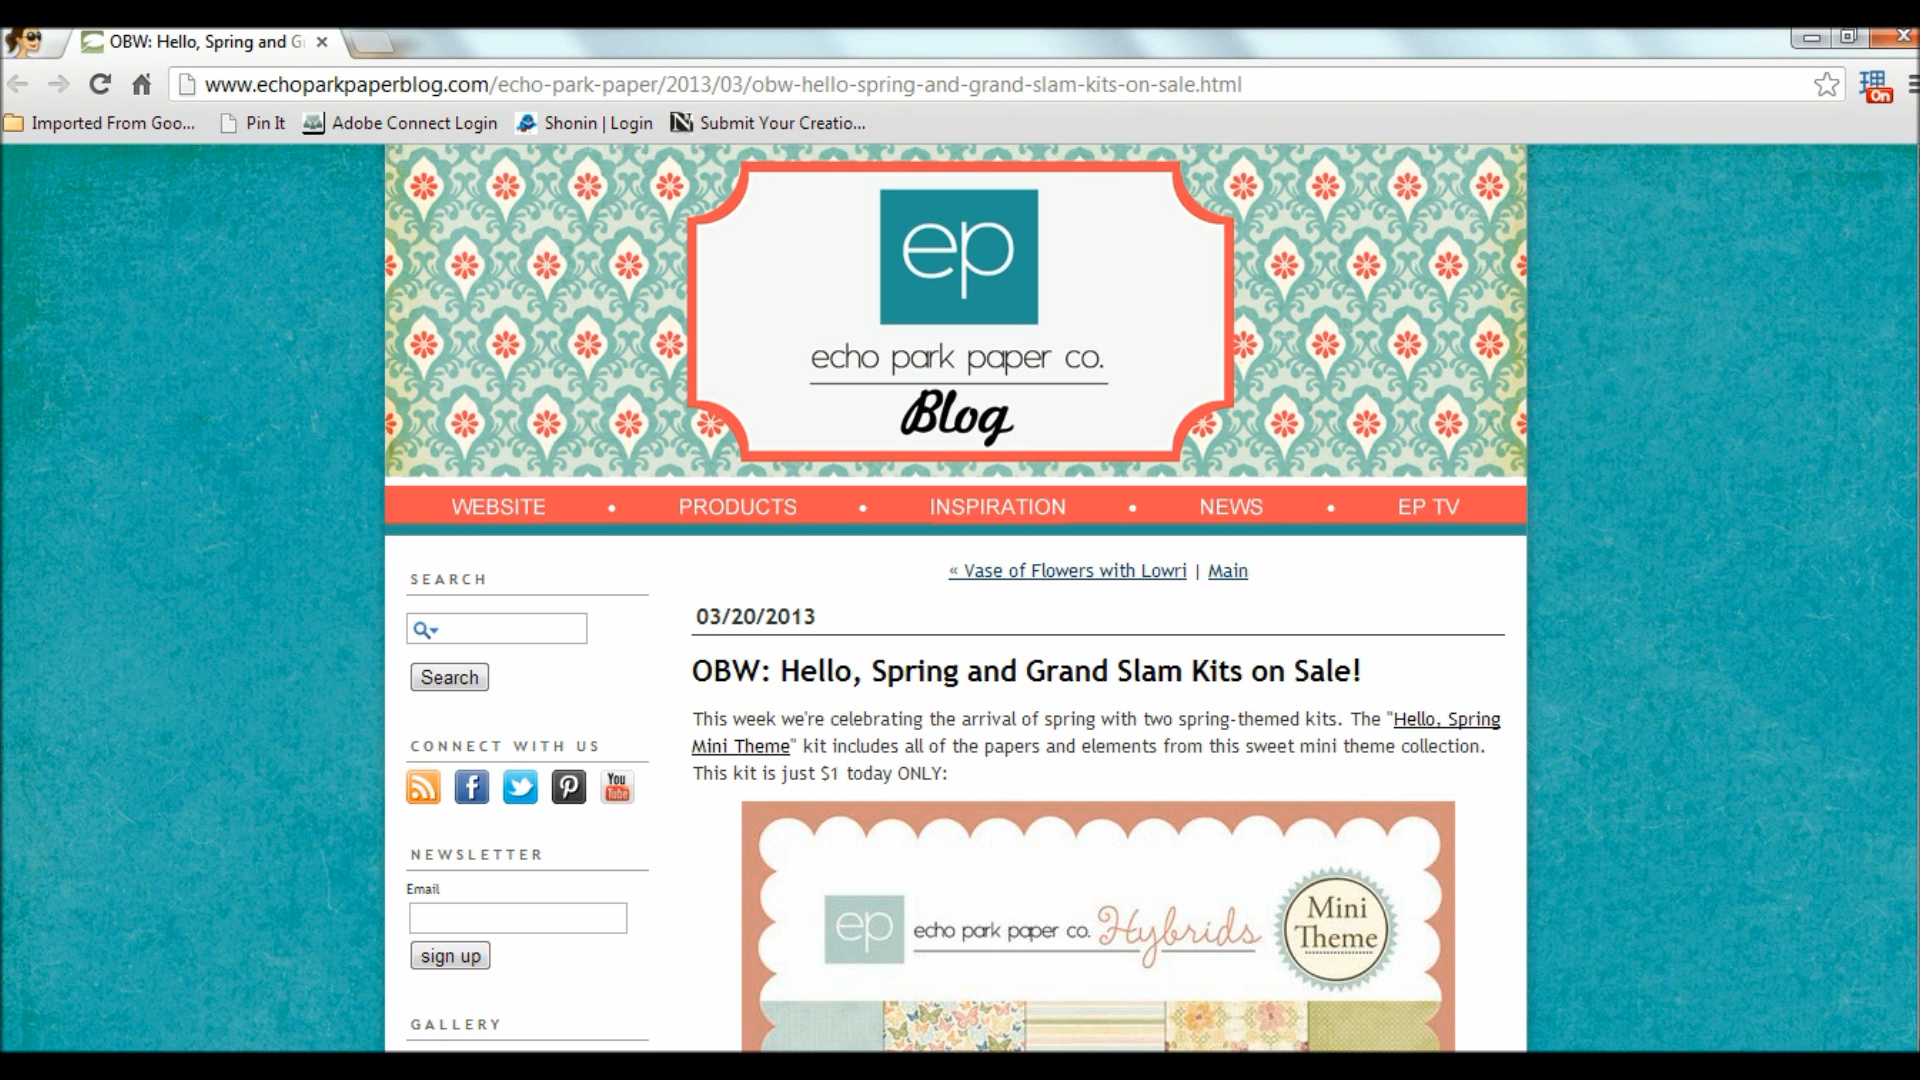 OBW: Hello, Spring and G
www.echoparkpaperblog.com/echo-park-paper/2013/03/obw-hello-spring-and-grand-slam-kits-on-sale.html
理
On
Imported From Goo...
Pin It
Adobe Connect Login
Shonin | Login
Submit Your Creatio...
ep
echo park paper co.
Blog
WEBSITE • PRODUCTS • INSPIRATION • NEWS • EP TV
SEARCH
Search
CONNECT WITH US
You
Tube
NEWSLETTER
Email
sign up
GALLERY
« Vase of Flowers with Lowri | Main
03/20/2013
OBW: Hello, Spring and Grand Slam Kits on Sale!
This week we're celebrating the arrival of spring with two spring-themed kits. The "Hello, Spring
Mini Theme" kit includes all of the papers and elements from this sweet mini theme collection.
This kit is just $1 today ONLY:
ep
echo park paper co. Hybrids
Mini
Theme